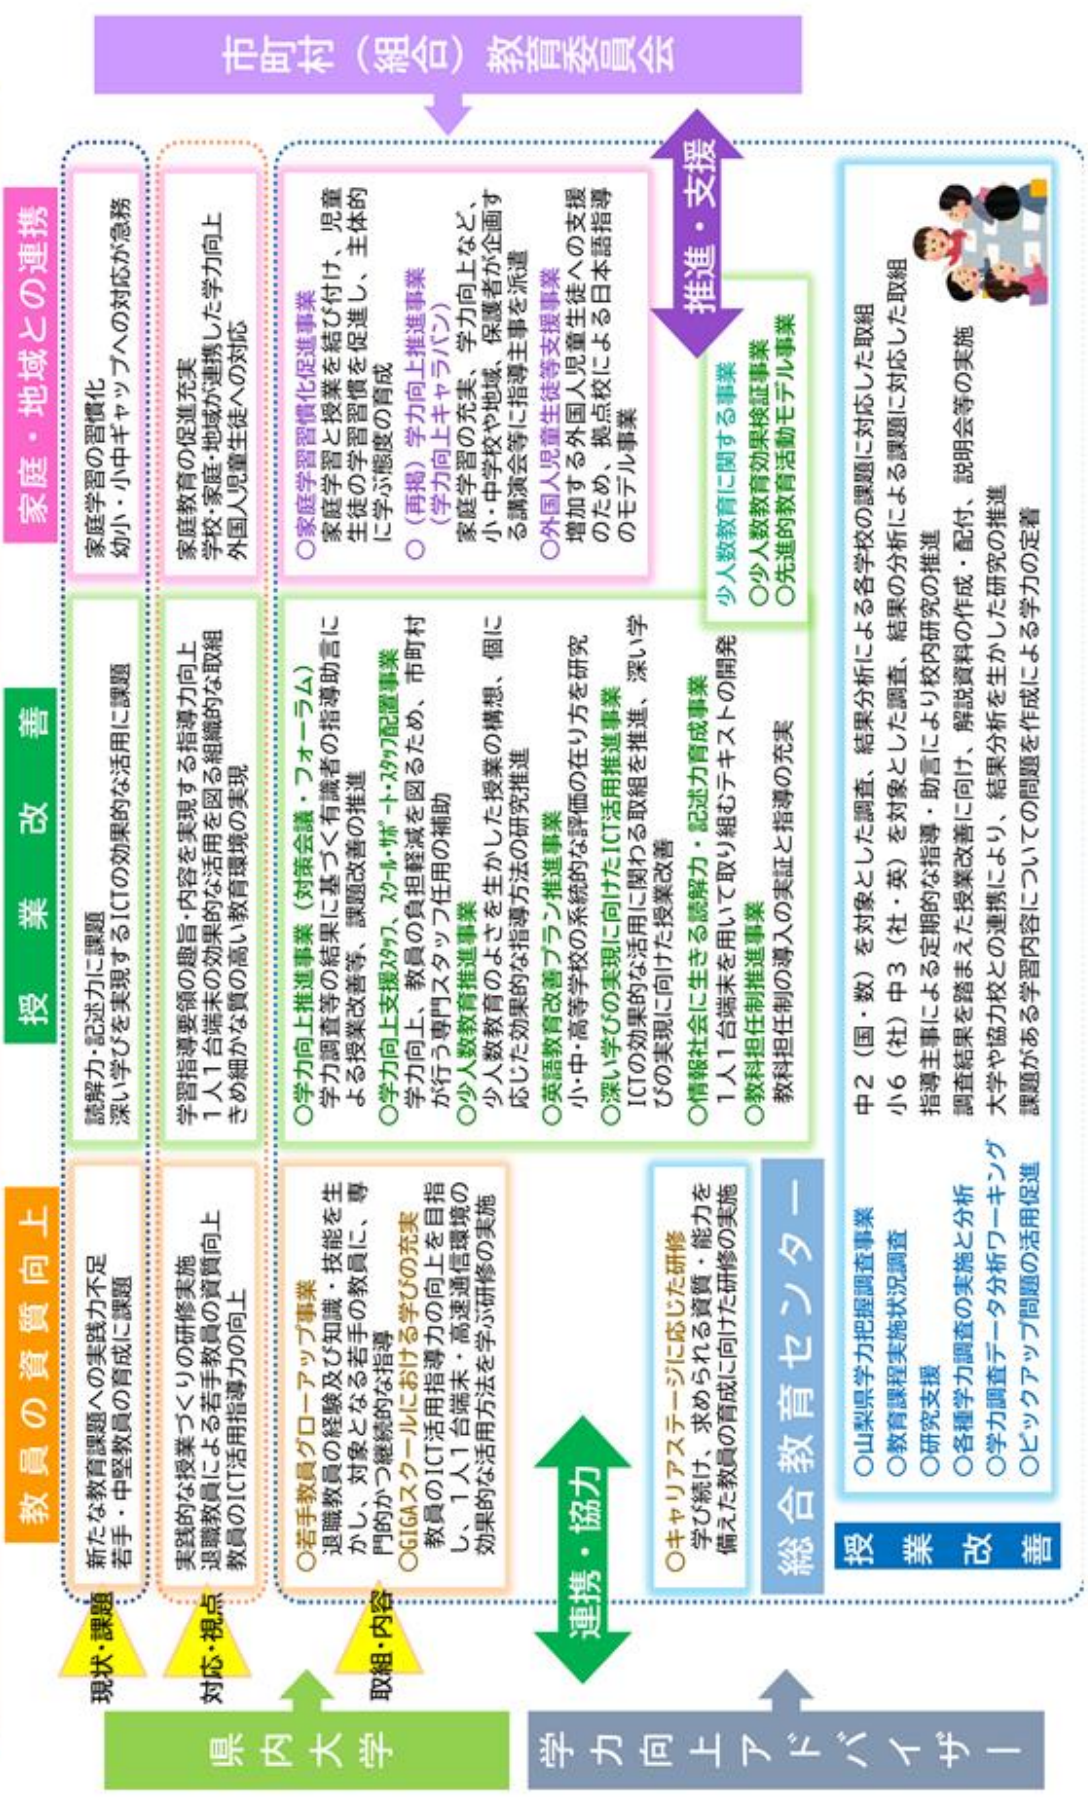 教員の資質向上
授業改善
家庭・地域との連携
現状・課題
新たな教育課題への実践力不足
若手・中堅教員の育成に課題
読解力・記述力に課題
深い学びを実現するICTの効果的な活用に課題
家庭学習の習慣化
幼小・小中ギャップへの対応が急務
対応・視点
実践的な授業づくりの研修実施
退職教員による若手教員の資質向上
教員のICT活用指導力の向上
学習指導要領の趣旨・内容を実現する指導力向上
1人1台端末の効果的な活用を図る組織的な取組
きめ細かな質の高い教育環境の実現
家庭教育の促進充実
学校・家庭・地域が連携した学力向上
外国人児童生徒への対応
取組・内容
○若手教員グローアップ事業
退職教員の経験及び知識・技能を生
かし、対象となる若手の教員に、専
門的かつ継続的な指導
○GIGAスクールにおける学びの充実
教員のICT活用指導力の向上を目指
し、1人1台端末・高速通信環境の
効果的な活用方法を学ぶ研修の実施
○学力向上推進事業(対策会議・フォーラム)
学力調査等の結果に基づく有識者の指導助言に
よる授業改善等、課題改善の推進
○学力向上支援スタッフ、スクール・サポート・スタッフ配置事業
学力向上、教員の負担軽減を図るため、市町村
が行う専門スタッフ任用の補助
○少人数教育推進事業
少人数教育のよさを生かした授業の構想、個に
応じた効果的な指導方法の研究推進
○英語教育改善プラン推進事業
小・中・高等学校の系統的な評価の在り方を研究
○深い学びの実現に向けたICT活用推進事業
ICTの効果的な活用に関わる取組を推進、深い学
びの実現に向けた授業改善
○情報社会に生きる読解力・記述力育成事業
1人1台端末を用いて取り組むテキストの開発
○教科担任制推進事業
教科担任制の導入の実証と指導の充実
○家庭学習習慣化促進事業
家庭学習と授業を結び付け、児童
生徒の学習習慣を促進し、主体的
に学ぶ態度の育成
○(再掲)学力向上推進事業
(学力向上キャラバン)
家庭学習の充実、学力向上など、
小・中学校や地域、保護者が企画す
る講演会等に指導主事を派遣
○外国人児童生徒等支援事業
増加する外国人児童生徒への支援
のため、拠点校による日本語指導
のモデル事業
少人数教育に関する事業
○少人数教育効果検証事業
○先進的教育活動モデル事業
市町村(組合)教育委員会
推進・支援
県内大学
学力向上アドバイザー
連携・協力
○キャリアステージに応じた研修
学び続け、求められる資質・能力を
備えた教員の育成に向けた研修の実施
総合教育センター
授業改善
○山梨県学力把握調査事業 中2(国・数)を対象とした調査、結果分析による各学校の課題に対応した取組
○教育課程実施状況調査 小6(社)中3(社・英)を対象とした調査、結果の分析による課題に対応した取組
○研究支援 指導主事による定期的な指導・助言により校内研究の推進
○各種学力調査の実施と分析 調査結果を踏まえた授業改善に向け、解説資料の作成・配付、説明会等の実施
○学力調査データ分析ワーキング 大学や協力校との連携により、結果分析を生かした研究の推進
○ピックアップ問題の活用促進 課題がある学習内容についての問題を作成による学力の定着